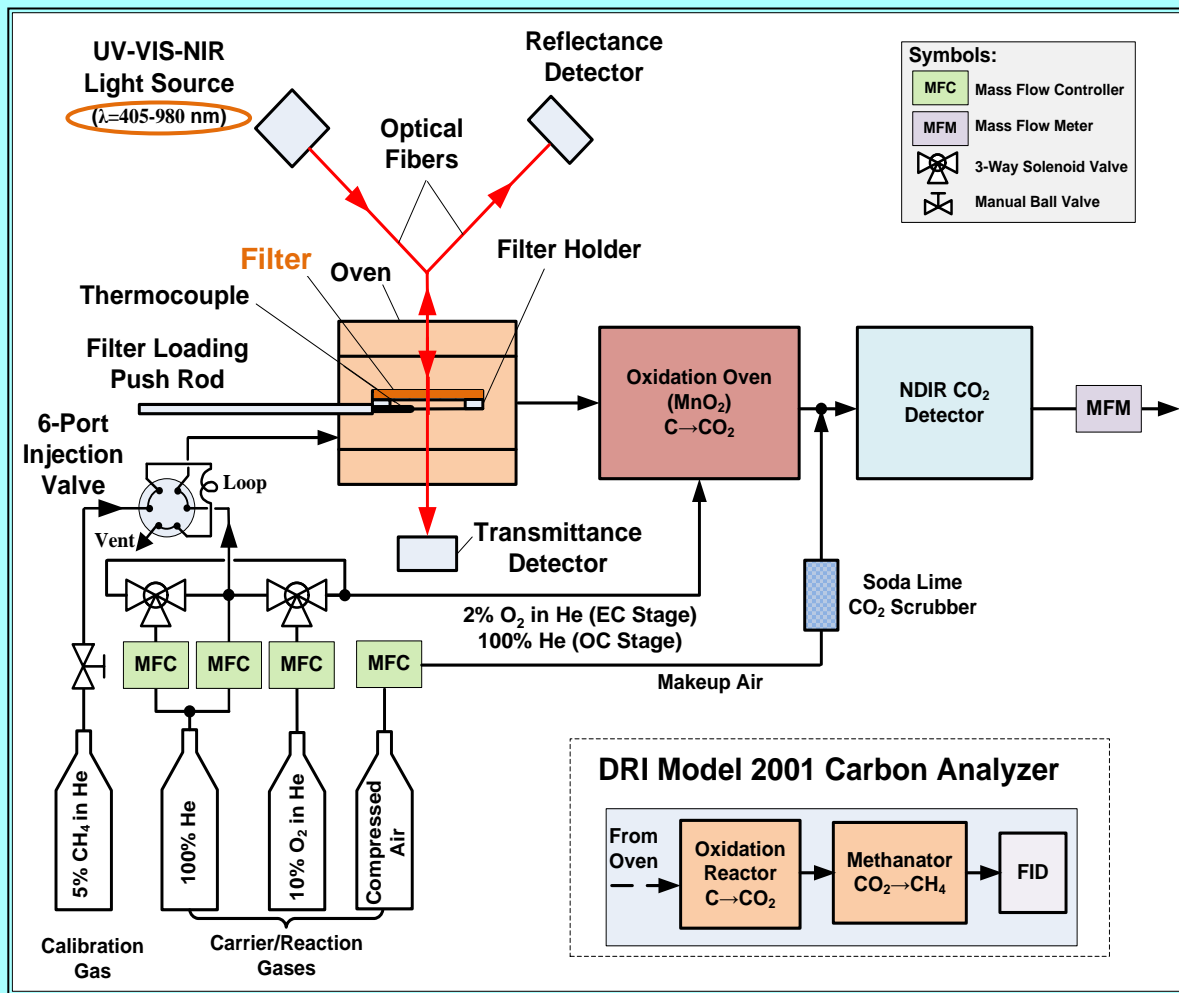 UV-VIS-NIR
Light Source
(λ=405-980 nm)
Reflectance
Detector
Optical
Fibers
Symbols:
MFC Mass Flow Controller
MFM Mass Flow Meter
3-Way Solenoid Valve
Manual Ball Valve
Filter
Oven
Filter Holder
Thermocouple
Filter Loading
Push Rod
6-Port
Injection
Valve
Loop
Vent
Oxidation Oven
(MnO₂)
C→CO₂
NDIR CO₂
Detector
MFM
Transmittance
Detector
Soda Lime
CO₂ Scrubber
2% O₂ in He (EC Stage)
100% He (OC Stage)
MFC
MFC
MFC
MFC
Makeup Air
5% CH₄ in He
100% He
10% O₂ in He
Compressed
Air
Calibration
Gas
Carrier/Reaction
Gases
DRI Model 2001 Carbon Analyzer
From
Oven
Oxidation
Reactor
C→CO₂
Methanator
CO₂→CH₄
FID